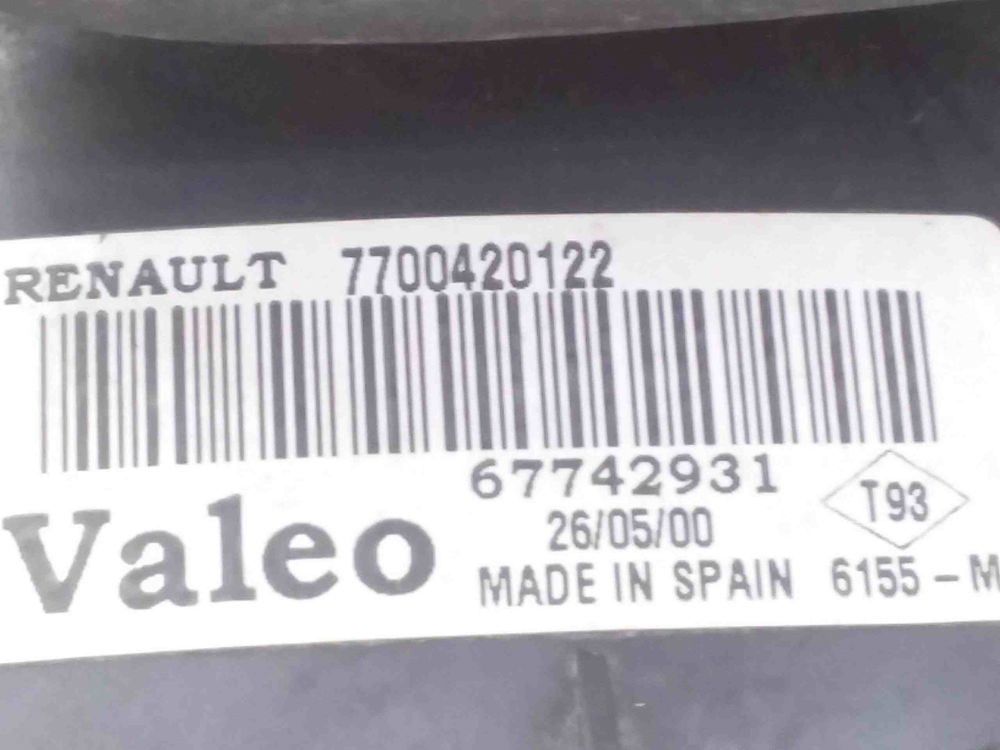 RENAULT 7700420122
67742931
T93
Valeo
26/05/00
MADE IN SPAIN 6155-M